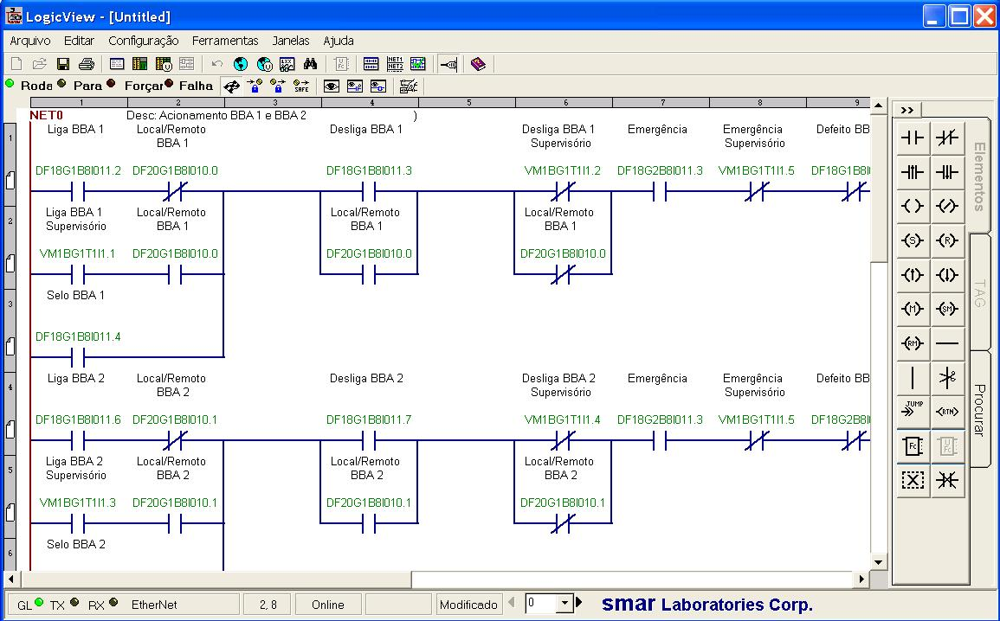 LogicView - [Untitled]
Arquivo Editar Configuração Ferramentas Janelas Ajuda
Roda Para Forçar Falha
1 2 3 4 5 6 7 8 9
NET0 Desc: Acionamento BBA 1 e BBA 2 )
1
Liga BBA 1 Local/Remoto BBA 1 Desliga BBA 1 Desliga BBA 1 Supervisório Emergência Emergência Supervisório Defeito BB
DF18G1B8I011.2 DF20G1B8I010.0 DF18G1B8I011.3 VM1BG1T1I1.2 DF18G2B8I011.3 VM1BG1T1I1.5 DF18G1B8I
2
Liga BBA 1 Supervisório Local/Remoto BBA 1 Local/Remoto BBA 1 Local/Remoto BBA 1
VM1BG1T1I1.1 DF20G1B8I010.0 DF20G1B8I010.0 DF20G1B8I010.0
3
Selo BBA 1
DF18G1B8I011.4
4
Liga BBA 2 Local/Remoto BBA 2 Desliga BBA 2 Desliga BBA 2 Supervisório Emergência Emergência Supervisório Defeito BB
DF18G1B8I011.6 DF20G1B8I010.1 DF18G1B8I011.7 VM1BG1T1I1.4 DF18G2B8I011.3 VM1BG1T1I1.5 DF18G2B8I
5
Liga BBA 2 Supervisório Local/Remoto BBA 2 Local/Remoto BBA 2 Local/Remoto BBA 2
VM1BG1T1I1.3 DF20G1B8I010.1 DF20G1B8I010.1 DF20G1B8I010.1
6
Selo BBA 2
>>
Elementos
TAG
Procurar
S R
M SM
RM
JUMP RTN
Fc U Fc
GL TX RX EtherNet 2, 8 Online Modificado 0 smar Laboratories Corp.